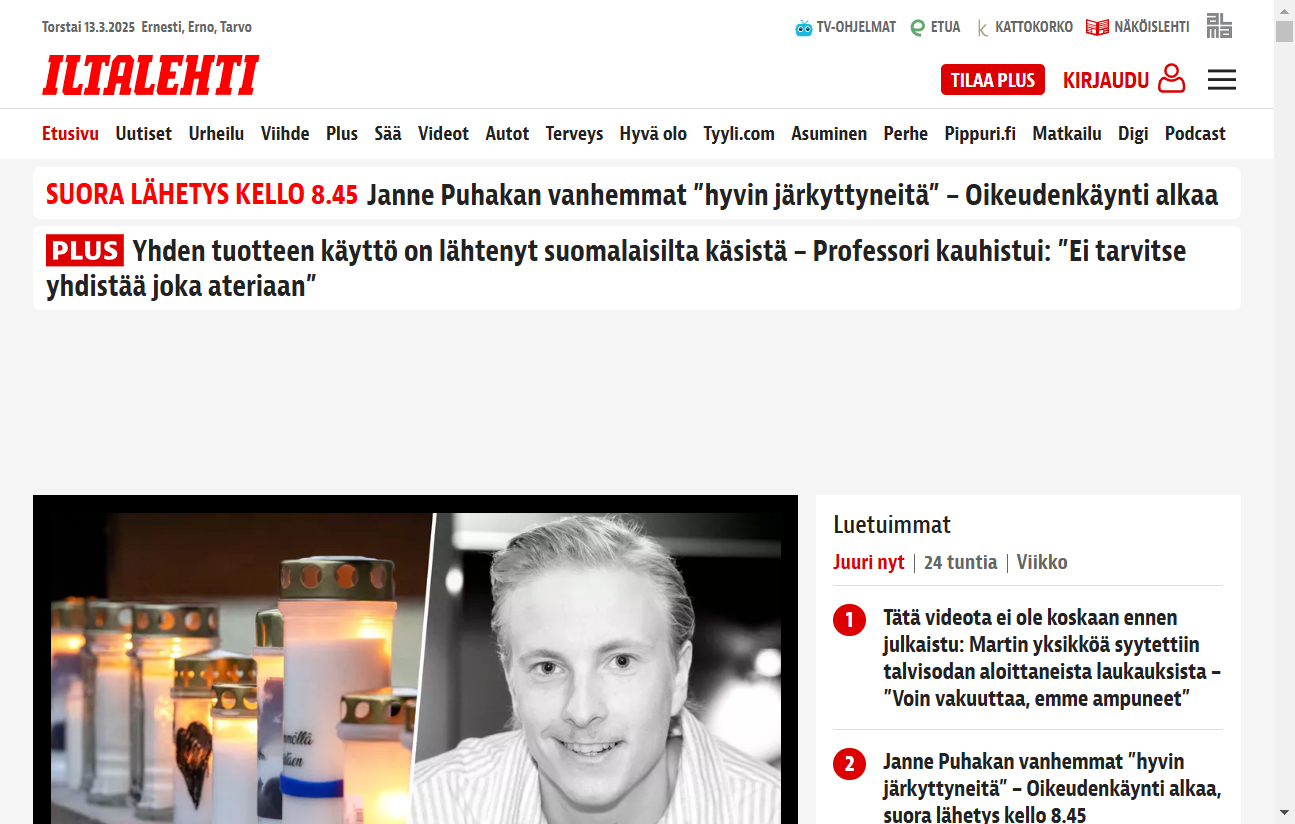 Torstai 13.3.2025 Ernesti, Erno, Tarvo
TV-OHJELMAT ETUA KATTOKORKO NÄKÖISLEHTI ALMA
ILTALEHTI
TILAA PLUS KIRJAUDU
Etusivu Uutiset Urheilu Viihde Plus Sää Videot Autot Terveys Hyvä olo Tyyli.com Asuminen Perhe Pippuri.fi Matkailu Digi Podcast
SUORA LÄHETYS KELLO 8.45 Janne Puhakan vanhemmat ”hyvin järkyttyneitä” – Oikeudenkäynti alkaa
PLUS Yhden tuotteen käyttö on lähtenyt suomalaisilta käsistä – Professori kauhistui: ”Ei tarvitse
yhdistää joka ateriaan”
Luetuimmat
Juuri nyt | 24 tuntia | Viikko
1 Tätä videota ei ole koskaan ennen
julkaistu: Martin yksikköä syytettiin
talvisodan aloittaneista laukauksista –
”Voin vakuuttaa, emme ampuneet”
2 Janne Puhakan vanhemmat ”hyvin
järkyttyneitä” – Oikeudenkäynti alkaa,
suora lähetys kello 8.45